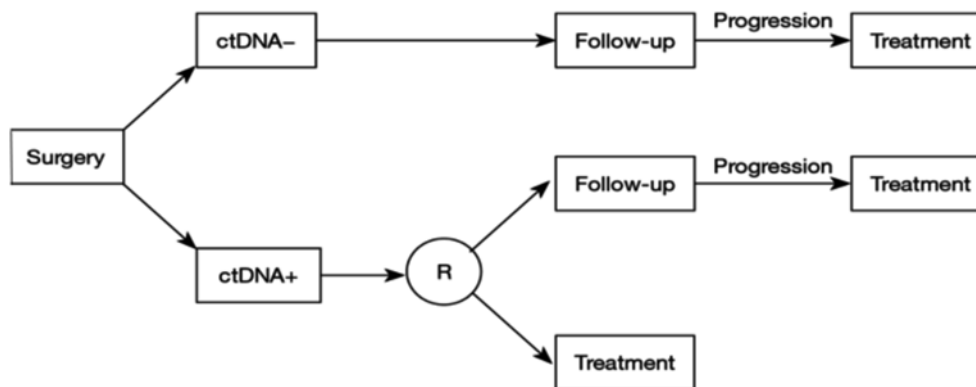 ctDNA–
Follow-up
Progression
Treatment
Surgery
Follow-up
Progression
Treatment
ctDNA+
R
Treatment